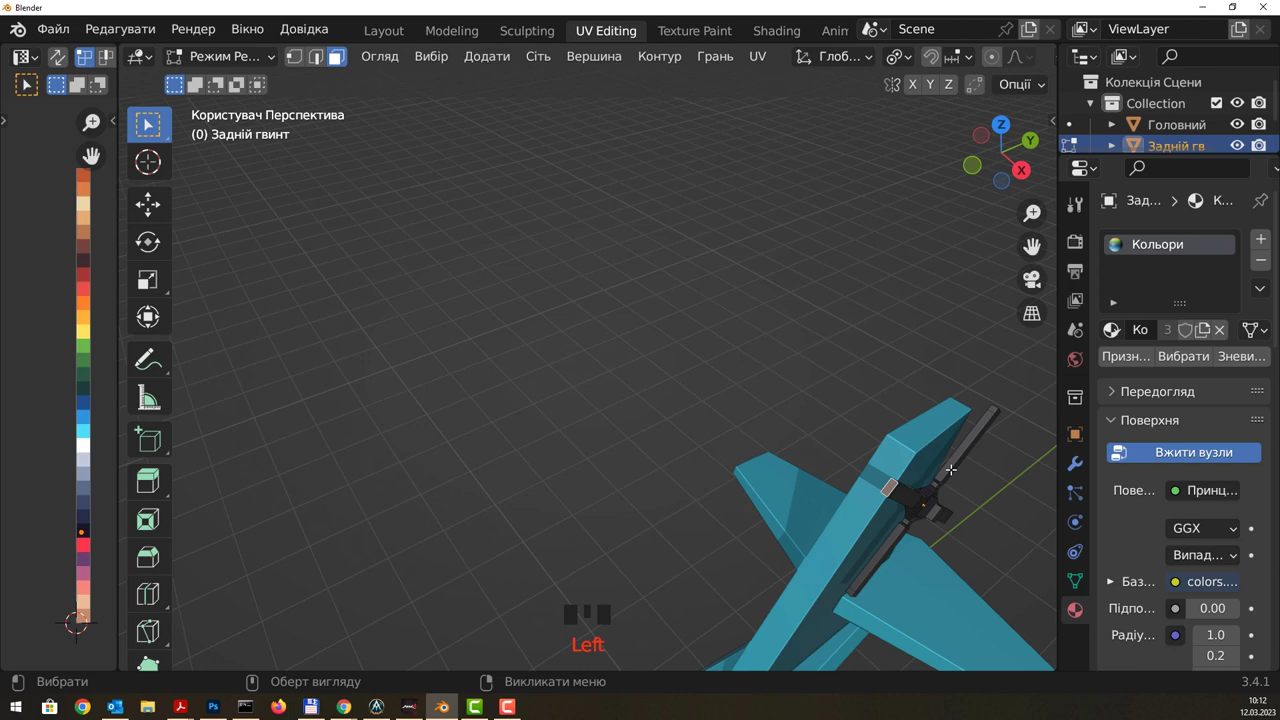 Blender
Файл Редагувати Рендер Вікно Довідка Layout Modeling Sculpting UV Editing Texture Paint Shading Anim Scene ViewLayer
Режим Ре... Огляд Вибір Додати Сіть Вершина Контур Грань UV Глоб...
X Y Z Опції
Користувач Перспектива
(0) Задній гвинт
Z
Y
X
Колекція Сцени
Collection
Головний
Задній гв
Зад... К...
Кольори
Ко 3
Призн... Вибрати Зневи...
Передогляд
Поверхня
Вжити вузли
Пове... Принц...
GGX
Випад...
Баз... colors....
Підпо... 0.00
Радіу... 1.0
0.2
Left
Вибрати Оберт вигляду Викликати меню 3.4.1
10:12
12.03.2023